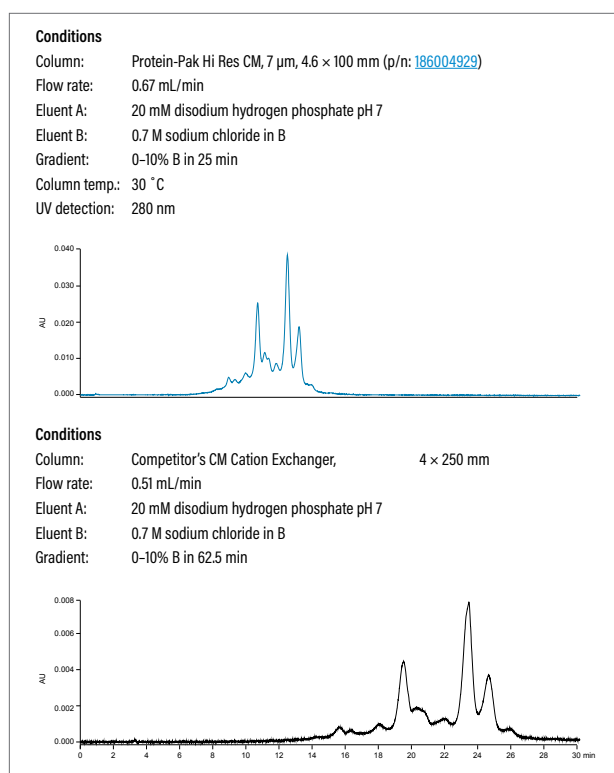 Conditions
Column: Protein-Pak Hi Res CM, 7 µm, 4.6 × 100 mm (p/n: 186004929)
Flow rate: 0.67 mL/min
Eluent A: 20 mM disodium hydrogen phosphate pH 7
Eluent B: 0.7 M sodium chloride in B
Gradient: 0–10% B in 25 min
Column temp.: 30 ˚C
UV detection: 280 nm
0.040
0.030
0.020
0.010
0.000
AU
Conditions
Column: Competitor's CM Cation Exchanger, 4 × 250 mm
Flow rate: 0.51 mL/min
Eluent A: 20 mM disodium hydrogen phosphate pH 7
Eluent B: 0.7 M sodium chloride in B
Gradient: 0–10% B in 62.5 min
0.008
0.006
0.004
0.002
0.000
AU
0 2 4 6 8 10 12 14 16 18 20 22 24 26 28 30 min